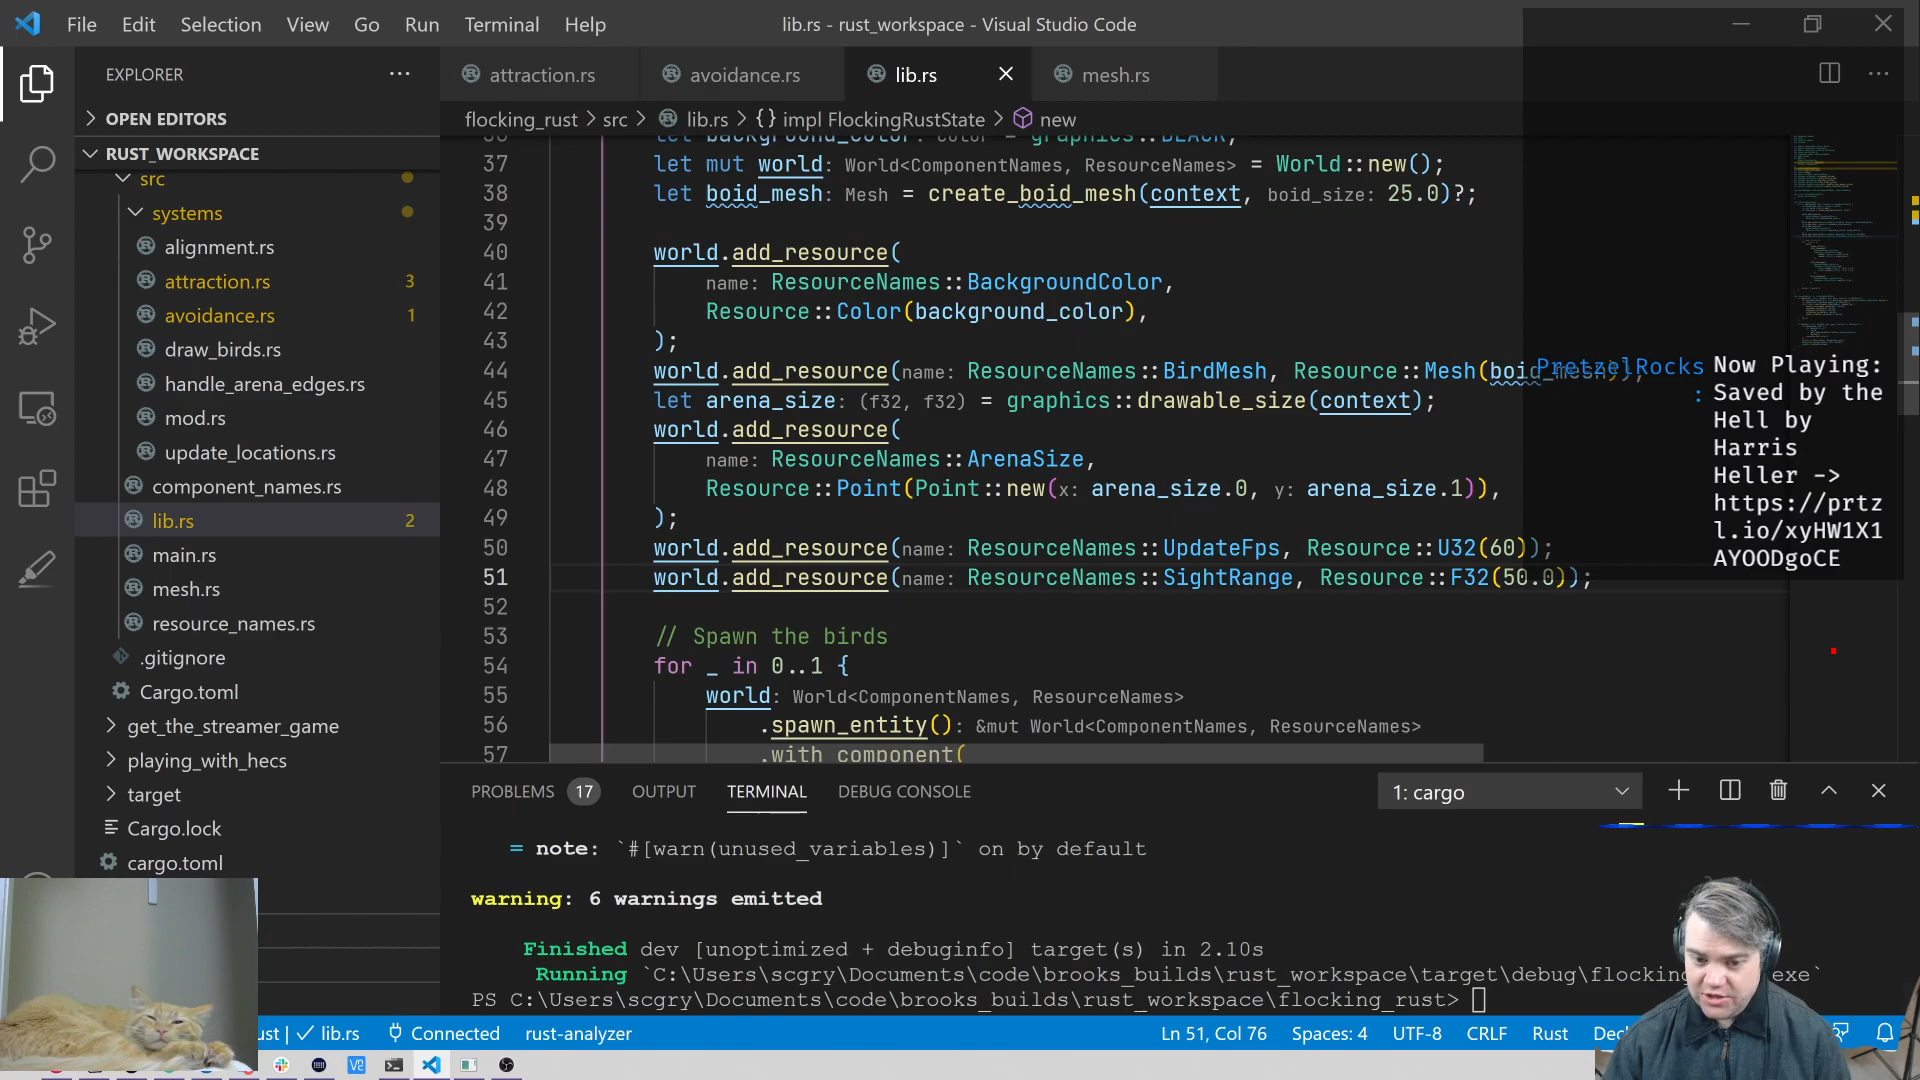 File Edit Selection View Go Run Terminal Help
lib.rs - rust_workspace - Visual Studio Code
EXPLORER
OPEN EDITORS
RUST_WORKSPACE
src
systems
alignment.rs
attraction.rs 3
avoidance.rs 1
draw_birds.rs
handle_arena_edges.rs
mod.rs
update_locations.rs
component_names.rs
lib.rs 2
main.rs
mesh.rs
resource_names.rs
.gitignore
Cargo.toml
get_the_streamer_game
playing_with_hecs
target
Cargo.lock
cargo.toml
attraction.rs avoidance.rs lib.rs mesh.rs
flocking_rust > src > lib.rs > {} impl FlockingRustState > new
36 let background_color: Color = graphics::BLACK;
37 let mut world: World<ComponentNames, ResourceNames> = World::new();
38 let boid_mesh: Mesh = create_boid_mesh(context, boid_size: 25.0)?;
39
40 world.add_resource(
41 name: ResourceNames::BackgroundColor,
42 Resource::Color(background_color),
43 );
44 world.add_resource(name: ResourceNames::BirdMesh, Resource::Mesh(boid_mesh));
45 let arena_size: (f32, f32) = graphics::drawable_size(context);
46 world.add_resource(
47 name: ResourceNames::ArenaSize,
48 Resource::Point(Point::new(x: arena_size.0, y: arena_size.1)),
49 );
50 world.add_resource(name: ResourceNames::UpdateFps, Resource::U32(60));
51 world.add_resource(name: ResourceNames::SightRange, Resource::F32(50.0));
52
53 // Spawn the birds
54 for _ in 0..1 {
55 world: World<ComponentNames, ResourceNames>
56 .spawn_entity(): &mut World<ComponentNames, ResourceNames>
57 .with_component(
PretzelRocks
: Now Playing:
Saved by the
Hell by
Harris
Heller ->
https://prtz
l.io/xyHW1X1
AYOODgoCE
PROBLEMS 17 OUTPUT TERMINAL DEBUG CONSOLE
1: cargo
= note: `#[warn(unused_variables)]` on by default
warning: 6 warnings emitted
Finished dev [unoptimized + debuginfo] target(s) in 2.10s
Running `C:\Users\scgry\Documents\code\brooks_builds\rust_workspace\target\debug\flocking exe`
PS C:\Users\scgry\Documents\code\brooks_builds\rust_workspace\flocking_rust>
ust | ✓ lib.rs Connected rust-analyzer Ln 51, Col 76 Spaces: 4 UTF-8 CRLF Rust